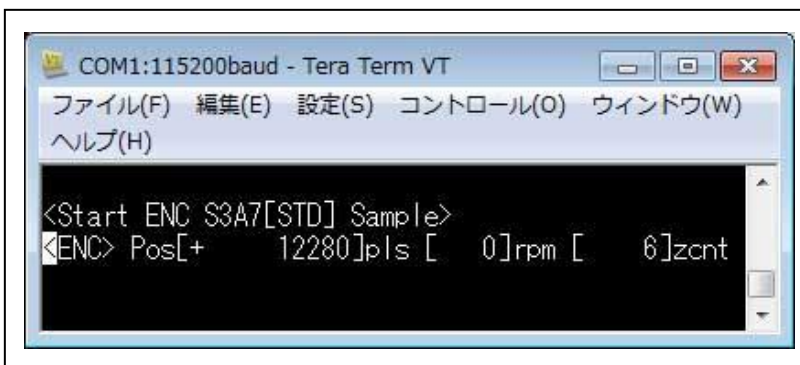 COM1:115200baud - Tera Term VT
ファイル(F) 編集(E) 設定(S) コントロール(O) ウィンドウ(W)
ヘルプ(H)
<Start ENC S3A7[STD] Sample>
<ENC> Pos[+     12280]pls [    0]rpm [     6]zcnt